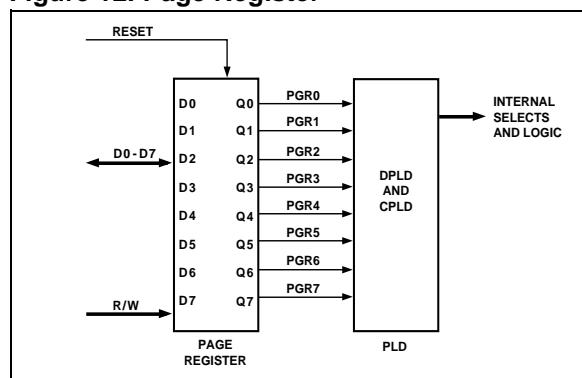 Figure 12. Page Register
RESET
D0 Q0 PGR0
D1 Q1 PGR1
D0-D7 D2 Q2 PGR2
D3 Q3 PGR3
D4 Q4 PGR4
D5 Q5 PGR5
D6 Q6 PGR6
R/W D7 Q7 PGR7
PAGE
REGISTER
DPLD
AND
CPLD
PLD
INTERNAL
SELECTS
AND LOGIC